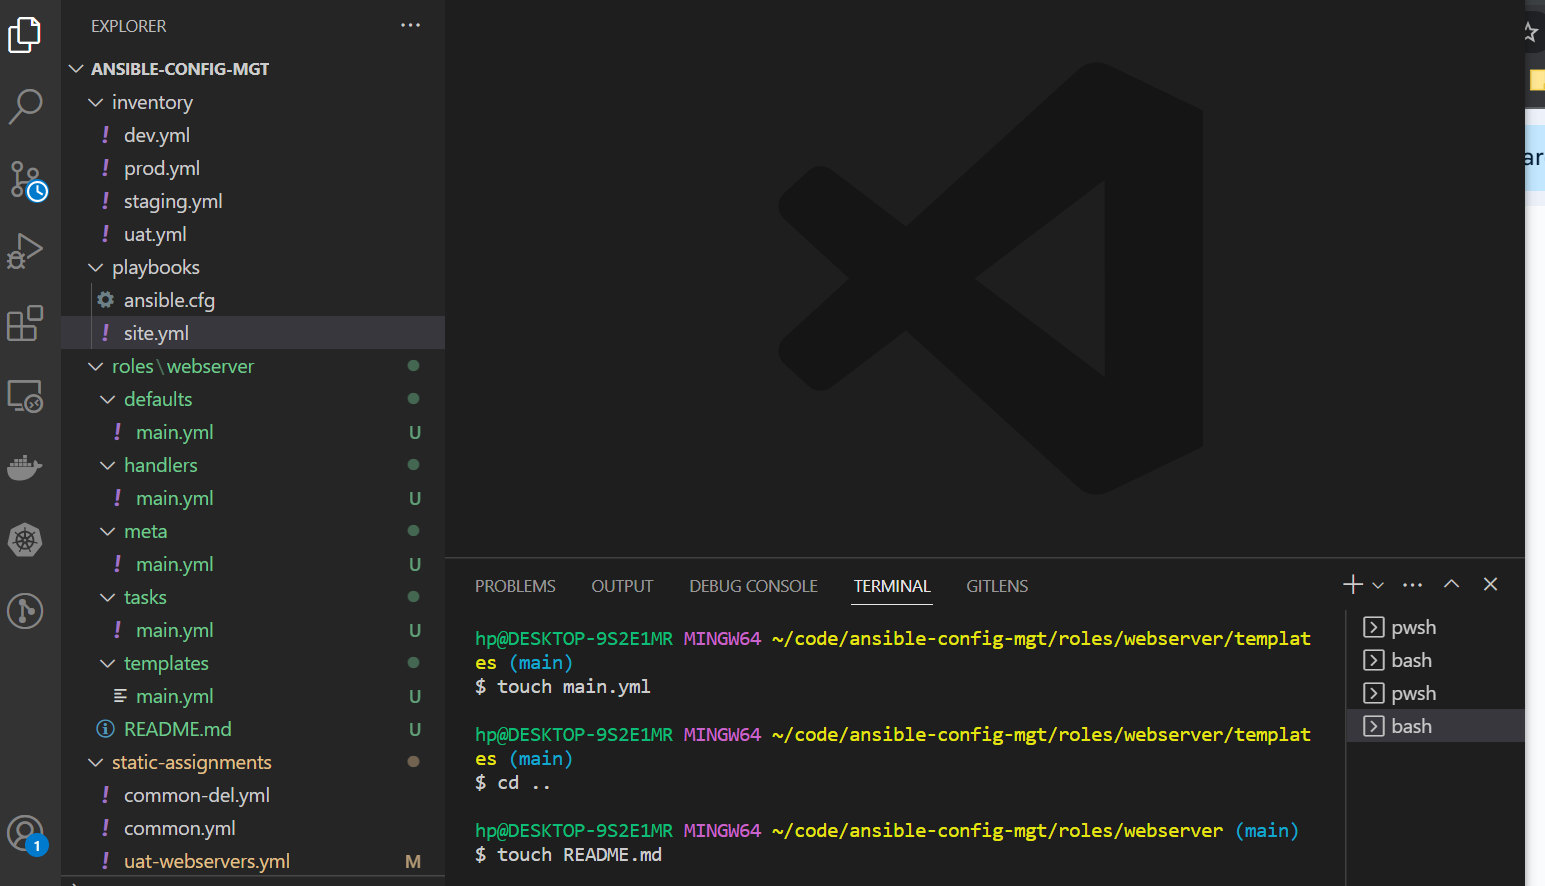 EXPLORER
ANSIBLE-CONFIG-MGT
inventory
! dev.yml
! prod.yml
! staging.yml
! uat.yml
playbooks
ansible.cfg
! site.yml
roles\webserver
defaults
! main.yml U
handlers
! main.yml U
meta
! main.yml U
tasks
! main.yml U
templates
main.yml U
README.md U
static-assignments
! common-del.yml
! common.yml
! uat-webservers.yml M
1
PROBLEMS OUTPUT DEBUG CONSOLE TERMINAL GITLENS
hp@DESKTOP-9S2E1MR MINGW64 ~/code/ansible-config-mgt/roles/webserver/templat
es (main)
$ touch main.yml
hp@DESKTOP-9S2E1MR MINGW64 ~/code/ansible-config-mgt/roles/webserver/templat
es (main)
$ cd ..
hp@DESKTOP-9S2E1MR MINGW64 ~/code/ansible-config-mgt/roles/webserver (main)
$ touch README.md
pwsh
bash
pwsh
bash